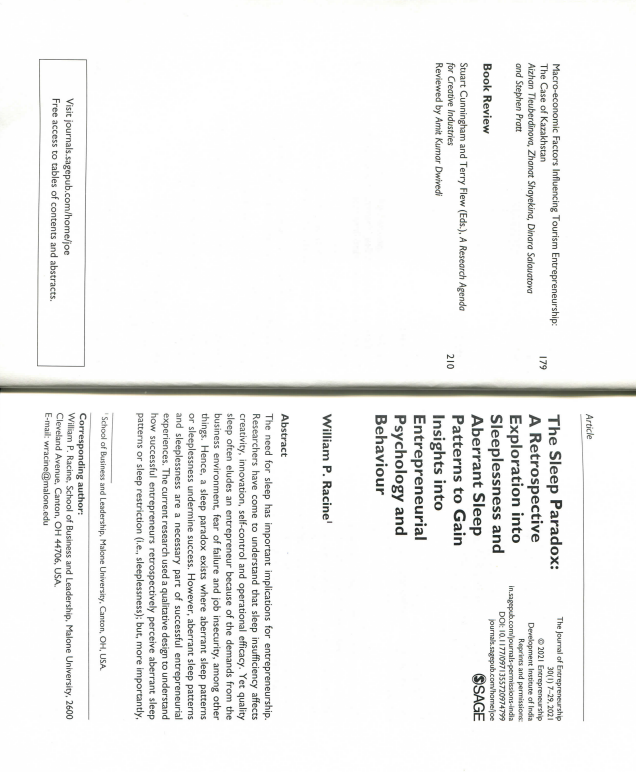 Macro-economic Factors Influencing Tourism Entrepreneurship:
The Case of Kazakhstan 179
Aizhan Tleuberdinova, Zhanat Shayekina, Dinara Salauatova
and Stephen Pratt
Book Review
Stuart Cunningham and Terry Flew (Eds.), A Research Agenda
for Creative Industries 210
Reviewed by Amit Kumar Dwivedi
Visit journals.sagepub.com/home/joe
Free access to tables of contents and abstracts.
Article
The Sleep Paradox:
A Retrospective
Exploration into
Sleeplessness and
Aberrant Sleep
Patterns to Gain
Insights into
Entrepreneurial
Psychology and
Behaviour
The Journal of Entrepreneurship
30(1) 7–29, 2021
© 2021 Entrepreneurship
Development Institute of India
Reprints and permissions:
in.sagepub.com/journals-permissions-india
DOI: 10.1177/0971355720974799
journals.sagepub.com/home/joe
SAGE
William P. Racine¹
Abstract
The need for sleep has important implications for entrepreneurship.
Researchers have come to understand that sleep insufficiency affects
creativity, innovation, self-control and operational efficacy. Yet quality
sleep often eludes an entrepreneur because of the demands from the
business environment, fear of failure and job insecurity, among other
things. Hence, a sleep paradox exists where aberrant sleep patterns
or sleeplessness undermine success. However, aberrant sleep patterns
and sleeplessness are a necessary part of successful entrepreneurial
experiences. The current research used a qualitative design to understand
how successful entrepreneurs retrospectively perceive aberrant sleep
patterns or sleep restriction (i.e., sleeplessness); but, more importantly,
¹ School of Business and Leadership, Malone University, Canton, OH, USA.
Corresponding author:
William P. Racine, School of Business and Leadership, Malone University, 2600
Cleveland Avenue, Canton, OH 44706, USA.
E-mail: wracine@malone.edu